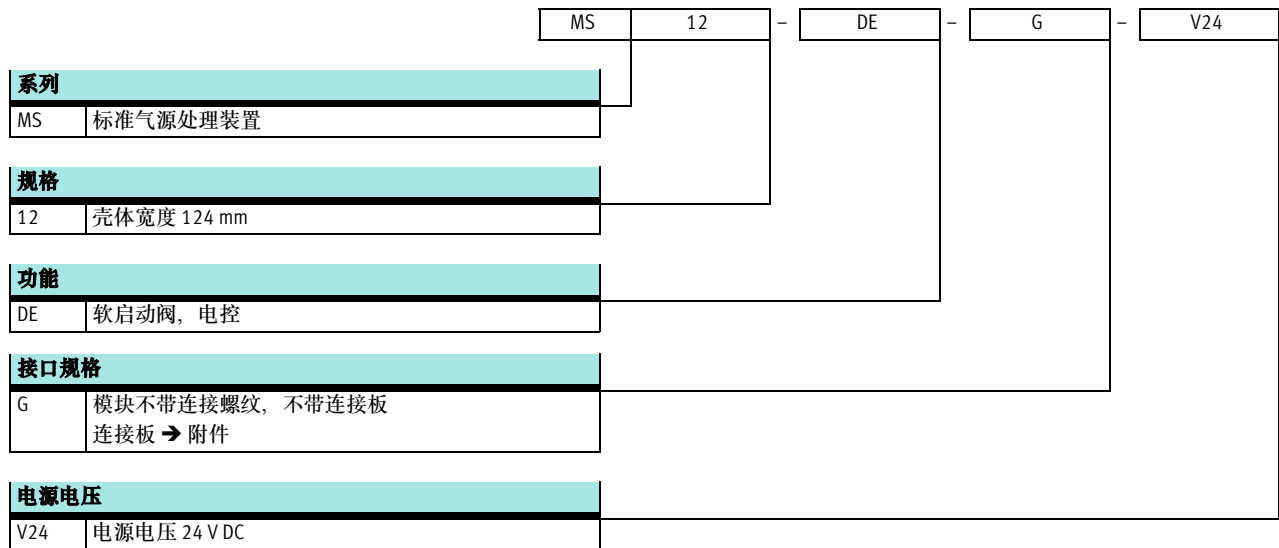 MS 12 – DE – G – V24
系列
MS 标准气源处理装置
规格
12 壳体宽度 124 mm
功能
DE 软启动阀, 电控
接口规格
G 模块不带连接螺纹, 不带连接板
连接板 ➔ 附件
电源电压
V24 电源电压 24 V DC